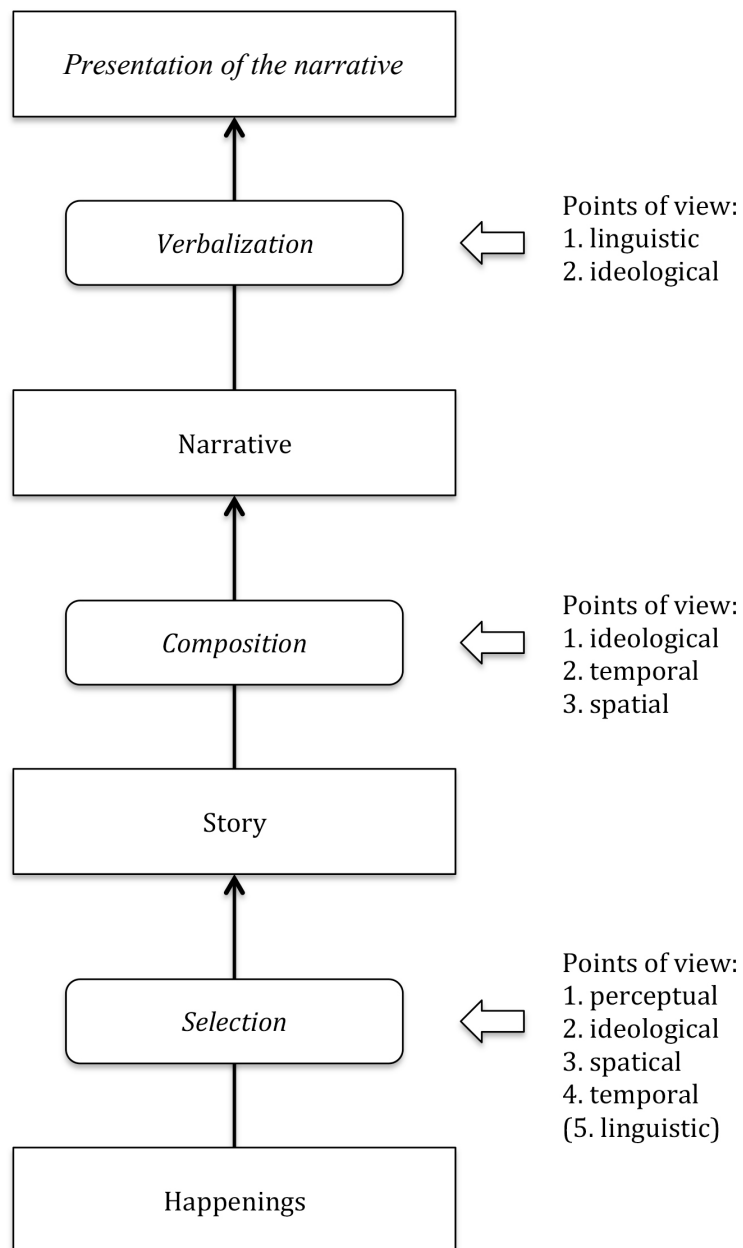 Presentation of the narrative
Verbalization
Points of view:
1. linguistic
2. ideological
Narrative
Composition
Points of view:
1. ideological
2. temporal
3. spatial
Story
Selection
Points of view:
1. perceptual
2. ideological
3. spatical
4. temporal
(5. linguistic)
Happenings